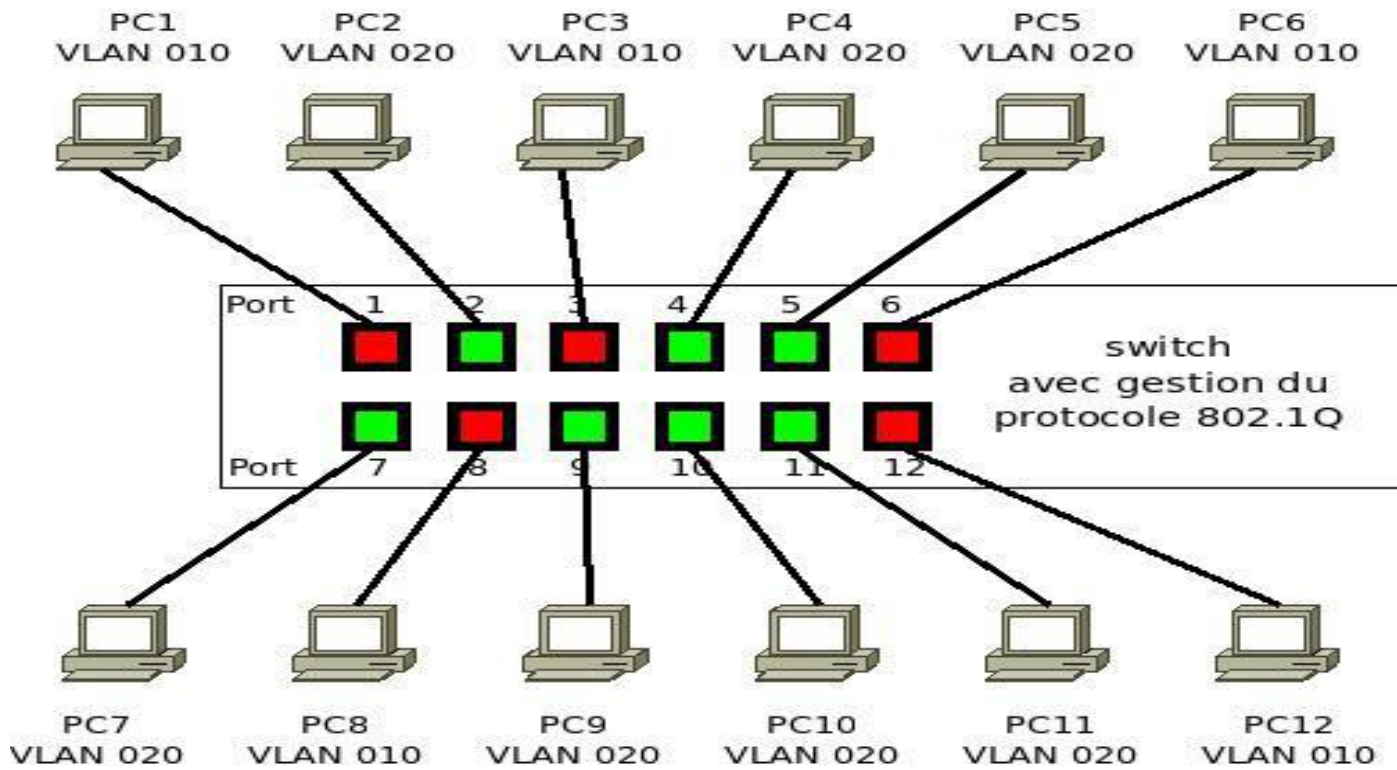 PC1
VLAN 010
PC2
VLAN 020
PC3
VLAN 010
PC4
VLAN 020
PC5
VLAN 020
PC6
VLAN 010
Port 1 2 3 4 5 6
switch
avec gestion du
protocole 802.1Q
Port 7 8 9 10 11 12
PC7
VLAN 020
PC8
VLAN 010
PC9
VLAN 020
PC10
VLAN 020
PC11
VLAN 020
PC12
VLAN 010